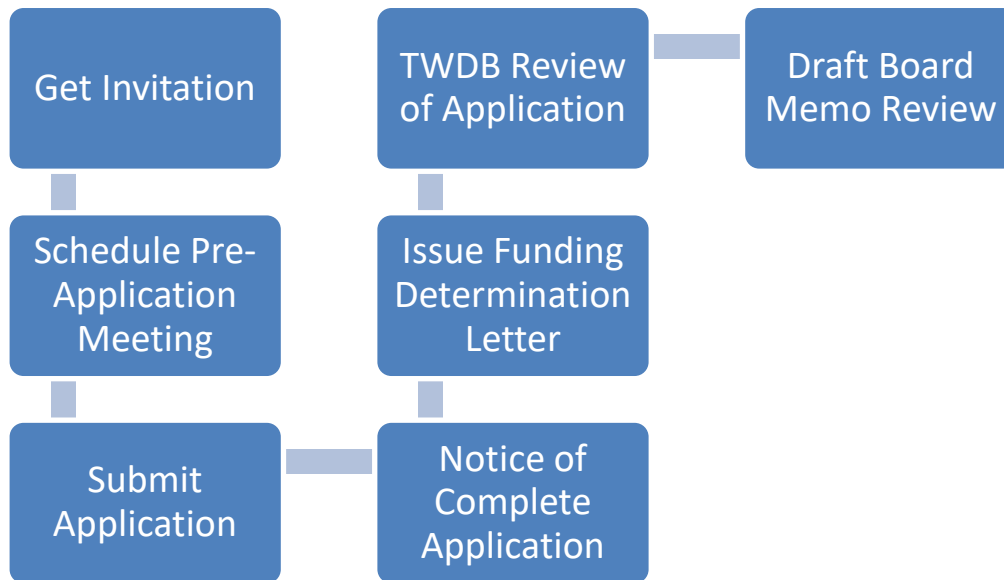 Get Invitation
Schedule Pre-
Application
Meeting
Submit
Application
Notice of
Complete
Application
Issue Funding
Determination
Letter
TWDB Review
of Application
Draft Board
Memo Review